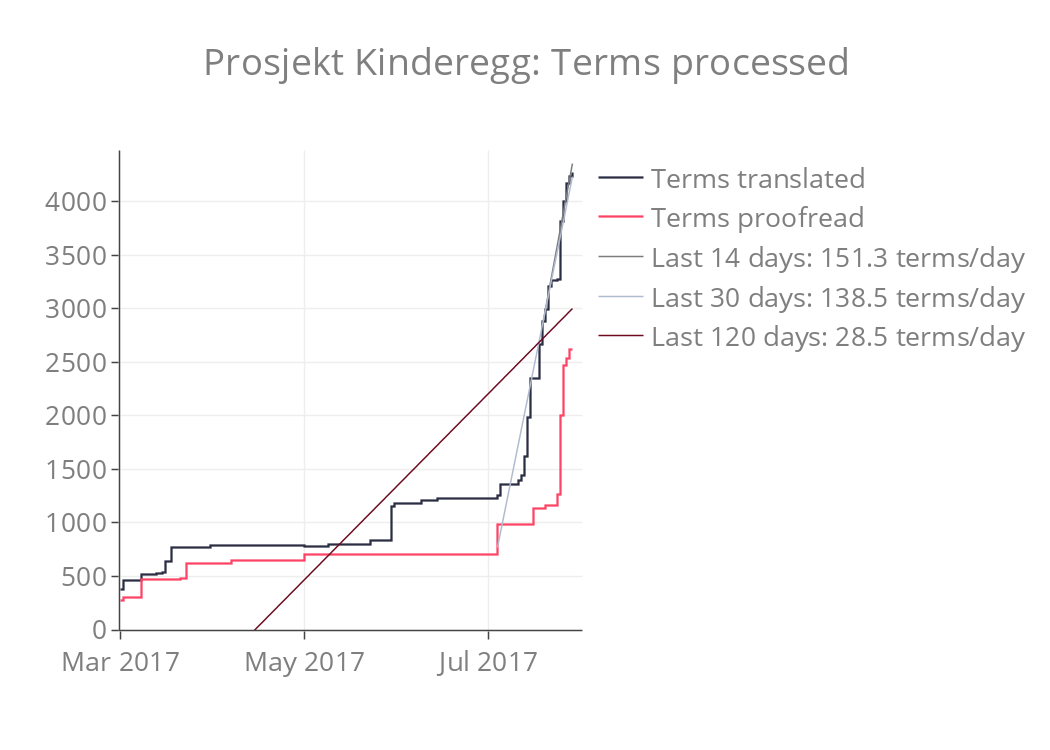 Prosjekt Kinderegg: Terms processed
Terms translated
Terms proofread
Last 14 days: 151.3 terms/day
Last 30 days: 138.5 terms/day
Last 120 days: 28.5 terms/day
4000
3500
3000
2500
2000
1500
1000
500
0
Mar 2017 May 2017 Jul 2017